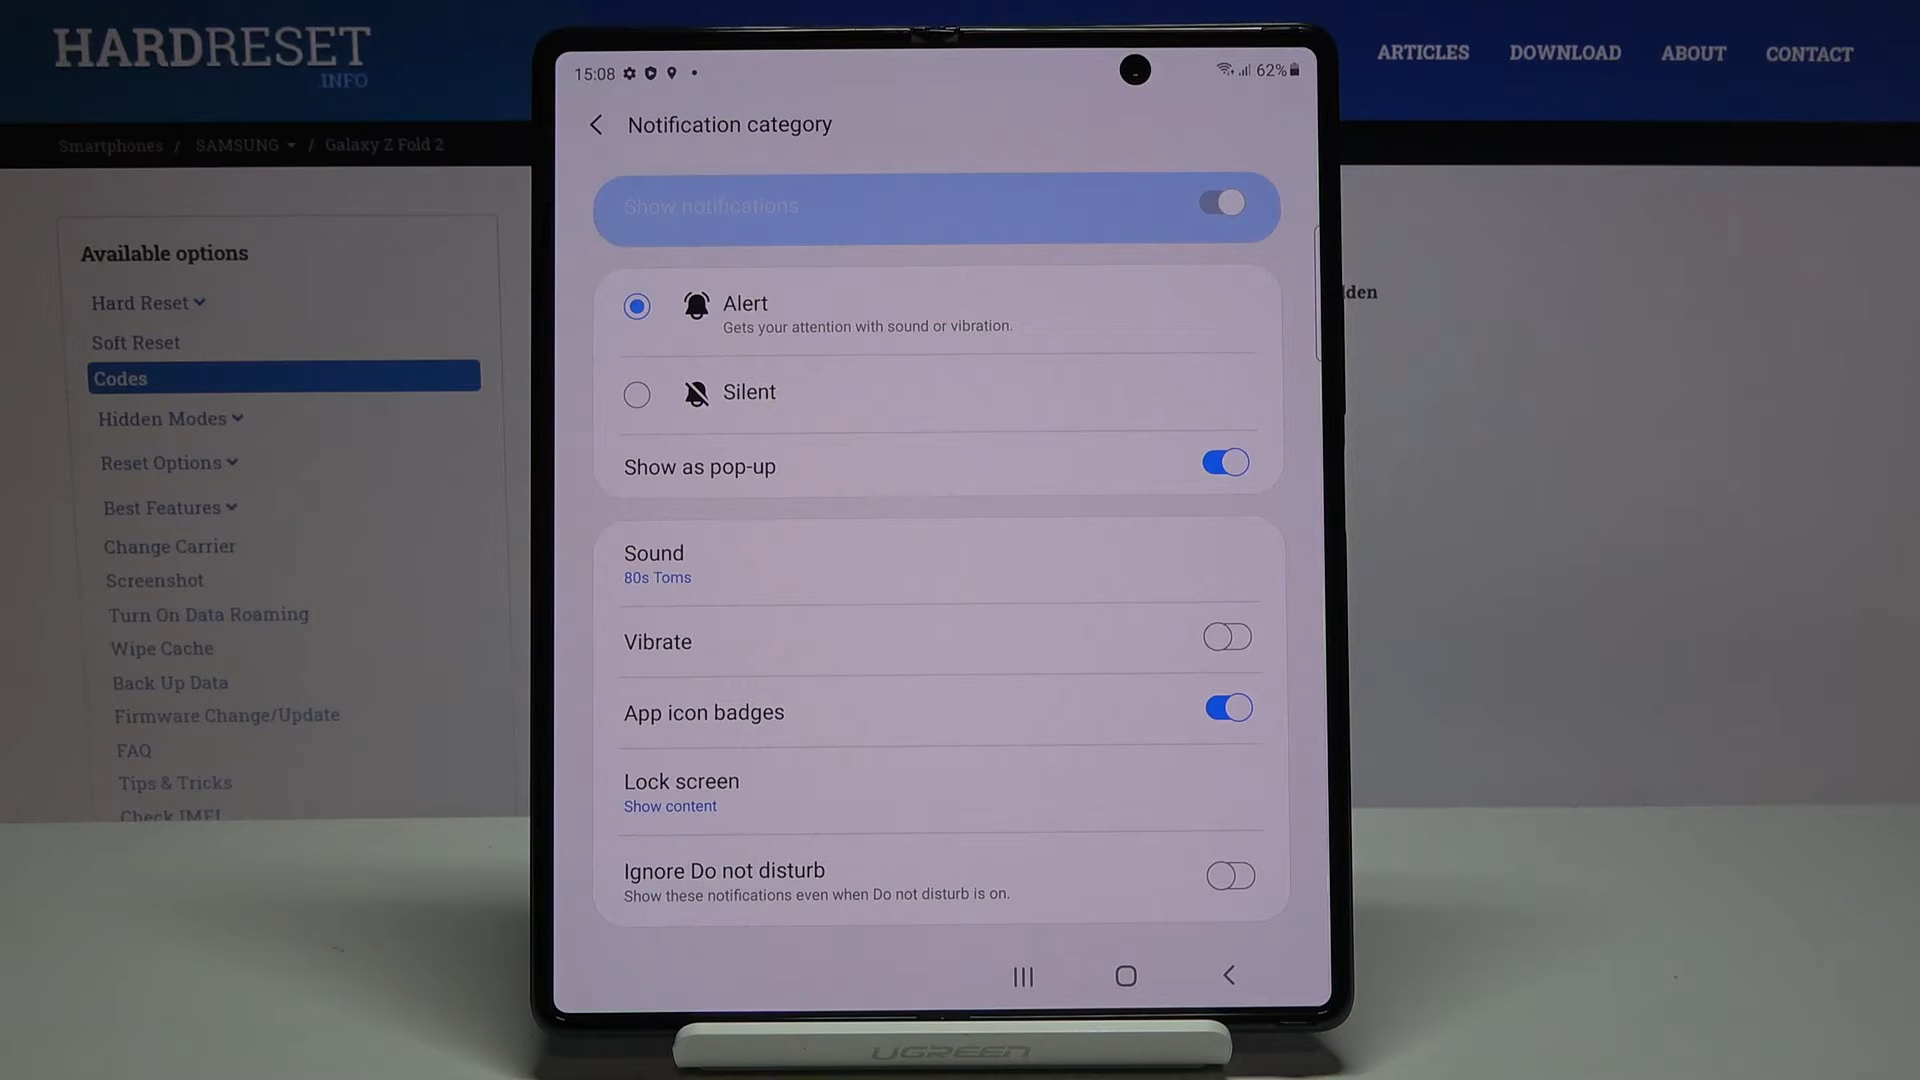 HARDRESET
.INFO
ARTICLES DOWNLOAD ABOUT CONTACT
Smartphones / SAMSUNG / Galaxy Z Fold 2
Available options
Hard Reset
Soft Reset
Codes
Hidden Modes
Reset Options
Best Features
Change Carrier
Screenshot
Turn On Data Roaming
Wipe Cache
Back Up Data
Firmware Change/Update
FAQ
Tips & Tricks
Check IMEI
15:08
62%
Notification category
Show notifications
Alert
Gets your attention with sound or vibration.
Silent
Show as pop-up
Sound
80s Toms
Vibrate
App icon badges
Lock screen
Show content
Ignore Do not disturb
Show these notifications even when Do not disturb is on.
UGREEN